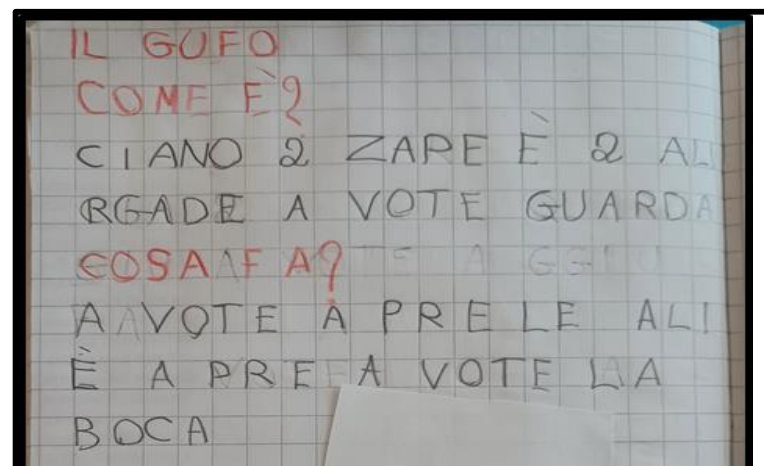 IL GUFO
COME È?
CIANO 2 ZAPE È 2 ALI
RGADE A VOTE GUARDA
COSA FA?
A VOTE A PRE LE ALI
È A PRE A VOTE LA
BOCA